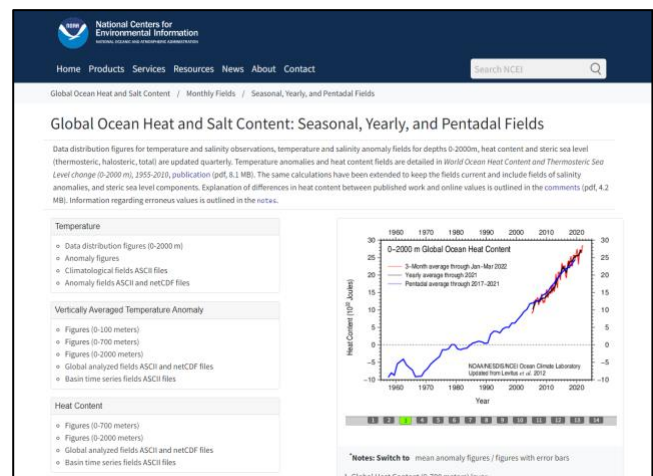 NOAA
National Centers for
Environmental Information
NATIONAL OCEANIC AND ATMOSPHERIC ADMINISTRATION
Home Products Services Resources News About Contact
Search NCEI
Global Ocean Heat and Salt Content / Monthly Fields / Seasonal, Yearly, and Pentadal Fields
Global Ocean Heat and Salt Content: Seasonal, Yearly, and Pentadal Fields
Data distribution figures for temperature and salinity observations, temperature and salinity anomaly fields for depths 0-2000m, heat content and steric sea level
(thermosteric, halosteric, total) are updated quarterly. Temperature anomalies and heat content fields are detailed in World Ocean Heat Content and Thermosteric Sea
Level change (0-2000 m), 1955-2010, publication (pdf, 8.1 MB). The same calculations have been extended to keep the fields current and include fields of salinity
anomalies, and steric sea level components. Explanation of differences in heat content between published work and online values is outlined in the comments (pdf, 4.2
MB). Information regarding erroneus values is outlined in the notes.
Temperature
Data distribution figures (0-2000 m)
Anomaly figures
Climatological fields ASCII files
Anomaly fields ASCII and netCDF files
Vertically Averaged Temperature Anomaly
Figures (0-100 meters)
Figures (0-700 meters)
Figures (0-2000 meters)
Global analyzed fields ASCII and netCDF files
Basin time series fields ASCII files
Heat Content
Figures (0-700 meters)
Figures (0-2000 meters)
Global analyzed fields ASCII and netCDF files
Basin time series fields ASCII files
1960 1970 1980 1990 2000 2010 2020
30 30
25 25
20 20
15 15
10 10
5 5
0 0
-5 -5
-10 -10
Heat Content (10²² Joules)
0-2000 m Global Ocean Heat Content
3-Month average through Jan-Mar 2022
Yearly average through 2021
Pentadal average through 2017-2021
NOAA/NESDIS/NCEI Ocean Climate Laboratory
Updated from Levitus et al. 2012
1960 1970 1980 1990 2000 2010 2020
Year
1 2 3 4 5 6 7 8 9 10 11 12 13 14
*Notes: Switch to mean anomaly figures / figures with error bars